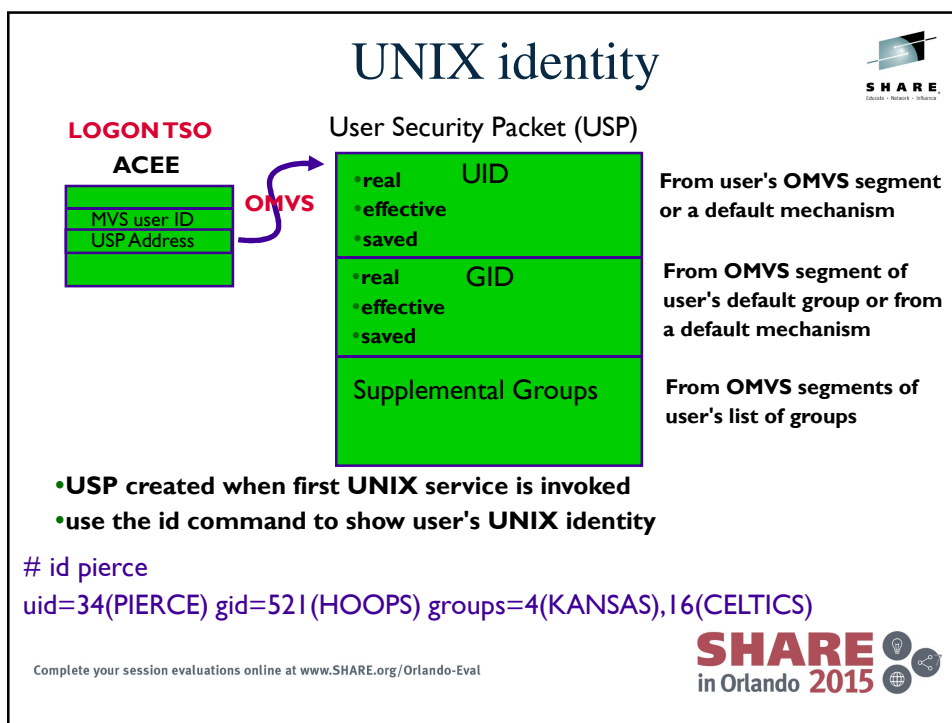 UNIX identity
SHARE
Educate • Network • Influence
LOGON TSO
ACEE
MVS user ID
USP Address
OMVS
User Security Packet (USP)
UID
•real
•effective
•saved
From user's OMVS segment
or a default mechanism
GID
•real
•effective
•saved
From OMVS segment of
user's default group or from
a default mechanism
Supplemental Groups
From OMVS segments of
user's list of groups
•USP created when first UNIX service is invoked
•use the id command to show user's UNIX identity
# id pierce
uid=34(PIERCE) gid=521(HOOPS) groups=4(KANSAS),16(CELTICS)
Complete your session evaluations online at www.SHARE.org/Orlando-Eval
SHARE
in Orlando 2015